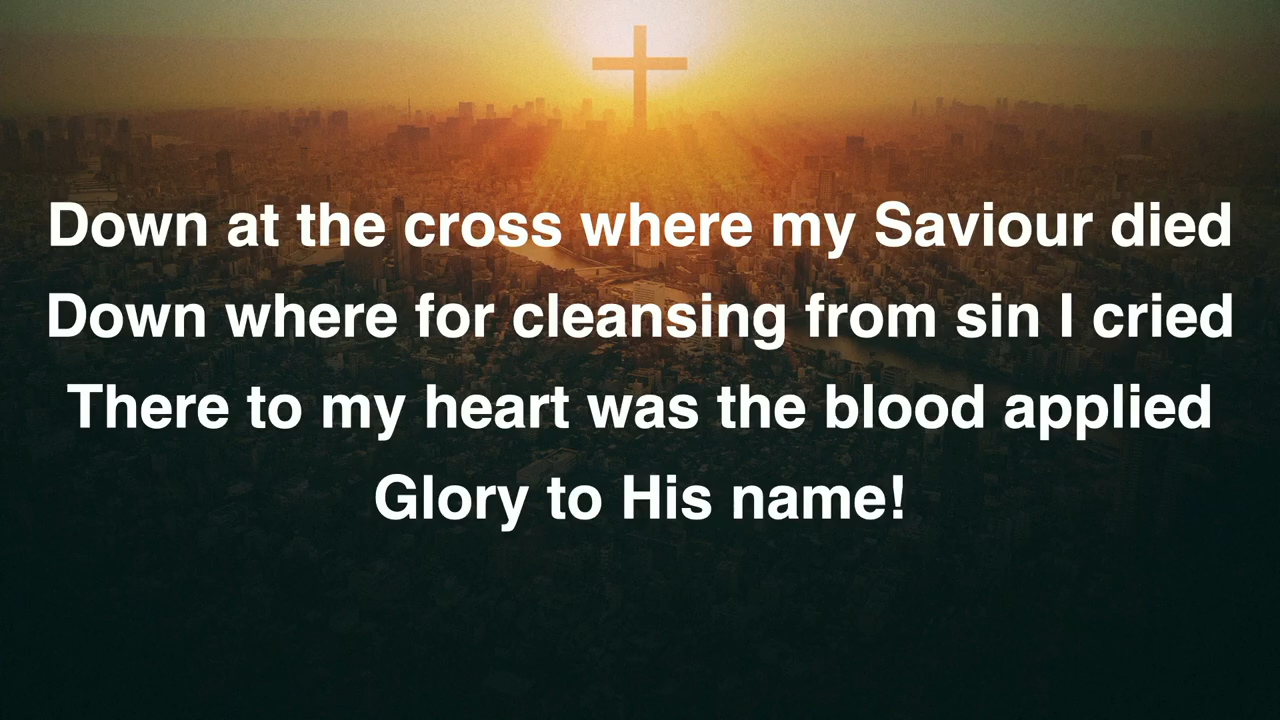 Down at the cross where my Saviour died
Down where for cleansing from sin I cried
There to my heart was the blood applied
Glory to His name!